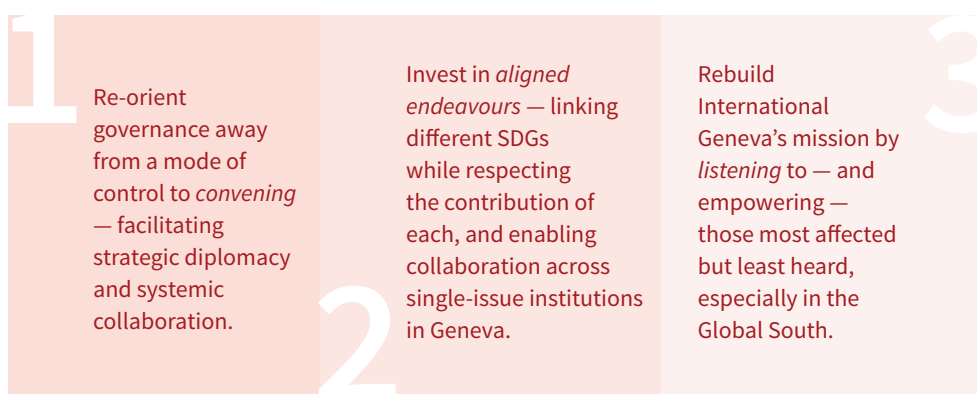 1
Re-orient
governance away
from a mode of
control to convening
— facilitating
strategic diplomacy
and systemic
collaboration.
2
Invest in aligned
endeavours — linking
different SDGs
while respecting
the contribution of
each, and enabling
collaboration across
single-issue institutions
in Geneva.
3
Rebuild
International
Geneva’s mission by
listening to — and
empowering —
those most affected
but least heard,
especially in the
Global South.